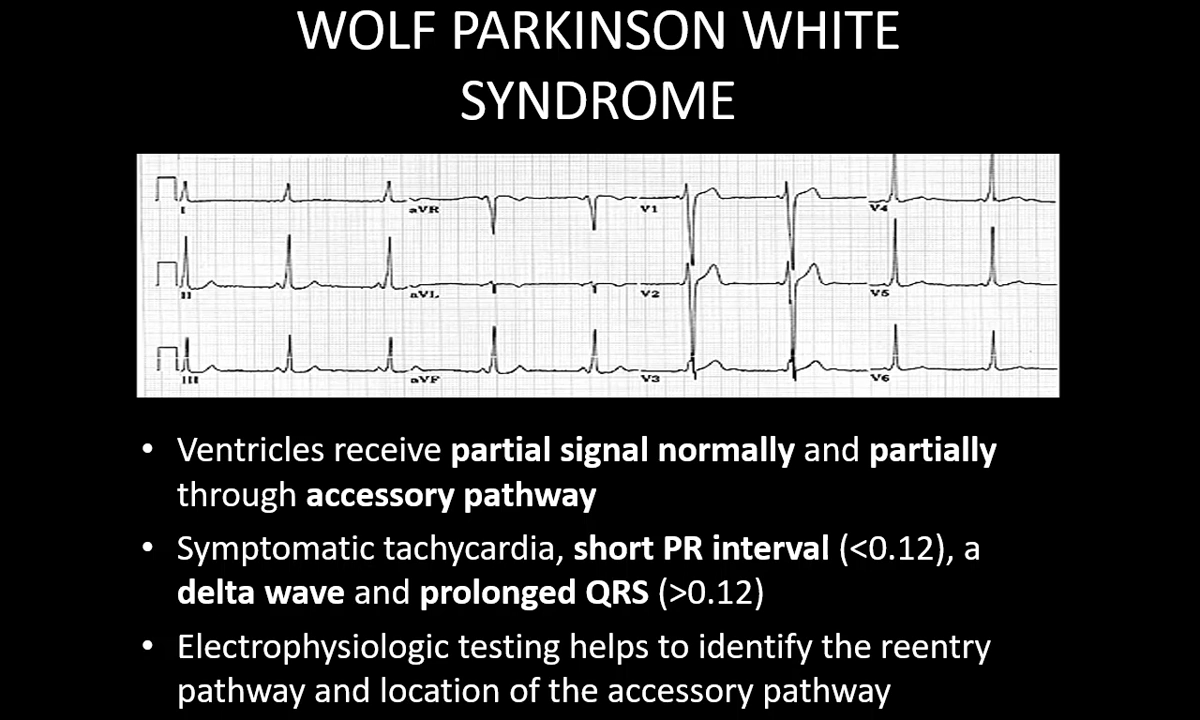 WOLF PARKINSON WHITE
SYNDROME
I
aVR
V1
V4
II
aVL
V2
V5
III
aVF
V3
V6
• Ventricles receive partial signal normally and partially
through accessory pathway
• Symptomatic tachycardia, short PR interval (<0.12), a
delta wave and prolonged QRS (>0.12)
• Electrophysiologic testing helps to identify the reentry
pathway and location of the accessory pathway